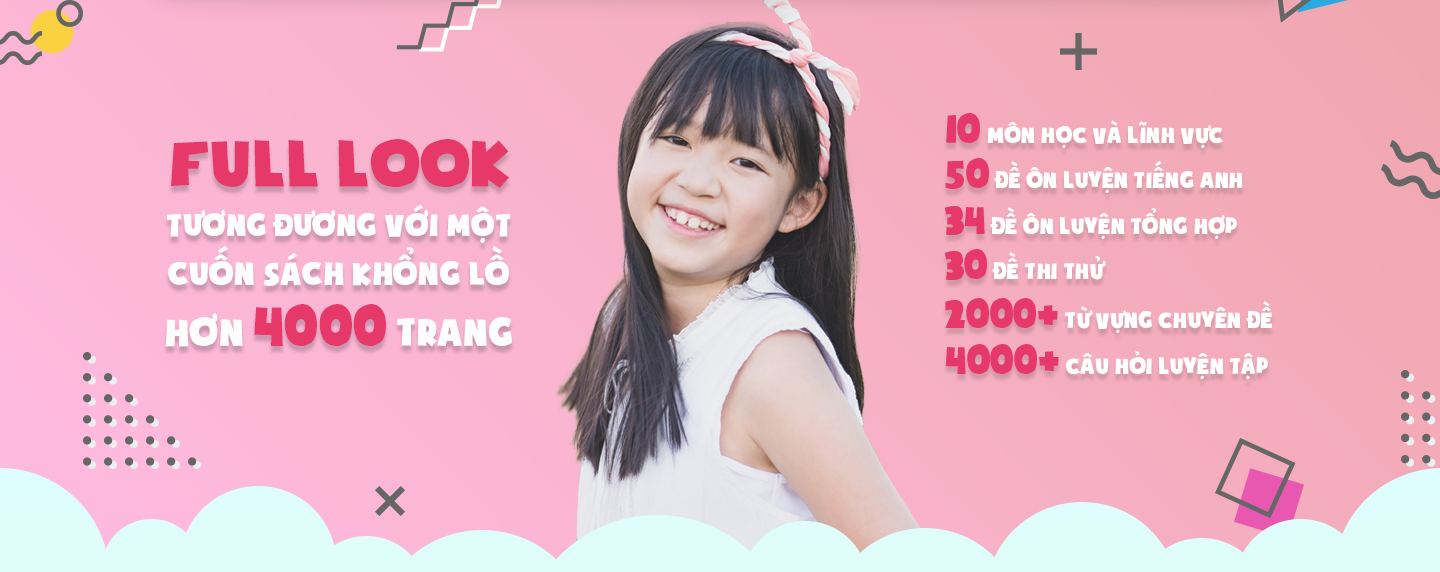 FULL LOOK
TƯƠNG ĐƯƠNG VỚI MỘT
CUỐN SÁCH KHỔNG LỒ
HƠN 4000 TRANG
10 MÔN HỌC VÀ LĨNH VỰC
50 ĐỀ ÔN LUYỆN TIẾNG ANH
34 ĐỀ ÔN LUYỆN TỔNG HỢP
30 ĐỀ THI THỬ
2000+ TỪ VỰNG CHUYÊN ĐỀ
4000+ CÂU HỎI LUYỆN TẬP